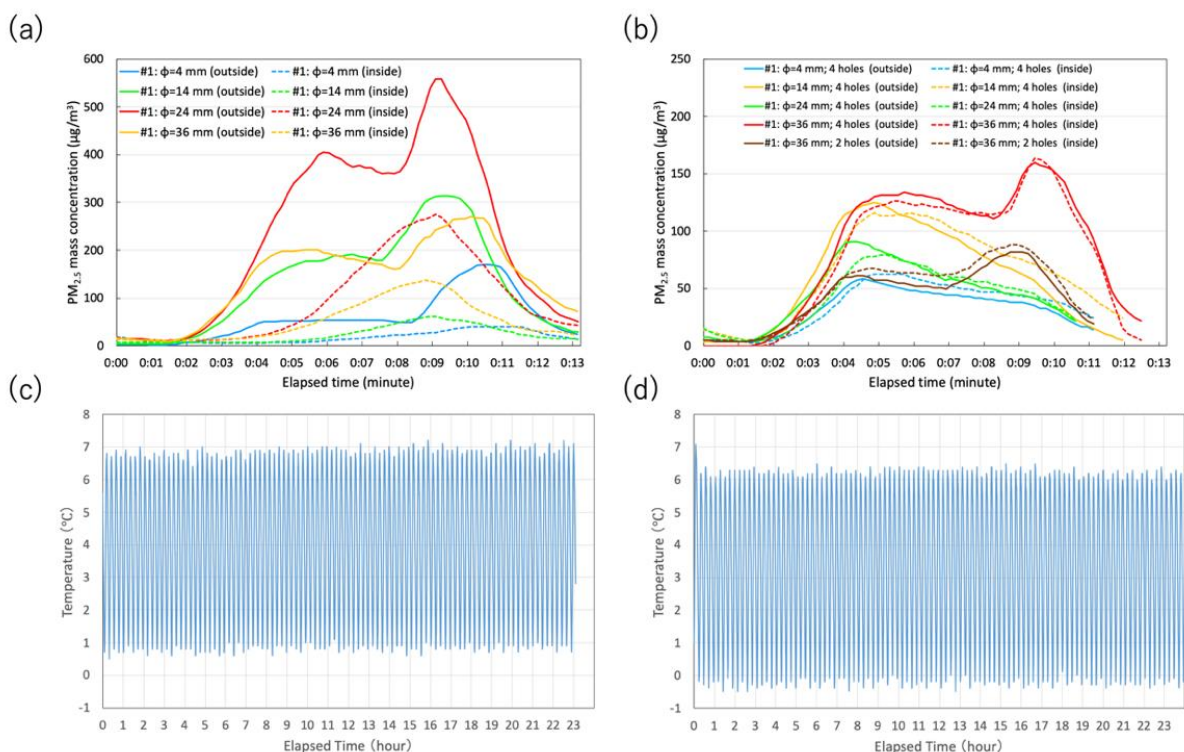 (a)
PM2.5 mass concentration (μg/m³)
600
500
400
300
200
100
0
#1: ϕ=4 mm (outside) #1: ϕ=4 mm (inside)
#1: ϕ=14 mm (outside) #1: ϕ=14 mm (inside)
#1: ϕ=24 mm (outside) #1: ϕ=24 mm (inside)
#1: ϕ=36 mm (outside) #1: ϕ=36 mm (inside)
0:00 0:01 0:02 0:03 0:04 0:05 0:06 0:07 0:08 0:09 0:10 0:11 0:12 0:13
Elapsed time (minute)
(b)
PM2.5 mass concentration (μg/m³)
250
200
150
100
50
0
#1: ϕ=4 mm; 4 holes (outside) #1: ϕ=4 mm; 4 holes (inside)
#1: ϕ=14 mm; 4 holes (outside) #1: ϕ=14 mm; 4 holes (inside)
#1: ϕ=24 mm; 4 holes (outside) #1: ϕ=24 mm; 4 holes (inside)
#1: ϕ=36 mm; 4 holes (outside) #1: ϕ=36 mm; 4 holes (inside)
#1: ϕ=36 mm; 2 holes (outside) #1: ϕ=36 mm; 2 holes (inside)
0:00 0:01 0:02 0:03 0:04 0:05 0:06 0:07 0:08 0:09 0:10 0:11 0:12 0:13
Elapsed time (minute)
(c)
Temperature (℃)
8
7
6
5
4
3
2
1
0
-1
0 1 2 3 4 5 6 7 8 9 10 11 12 13 14 15 16 17 18 19 20 21 22 23
Elapsed Time (hour)
(d)
Temperature (℃)
8
7
6
5
4
3
2
1
0
-1
0 1 2 3 4 5 6 7 8 9 10 11 12 13 14 15 16 17 18 19 20 21 22 23
Elapsed Time (hour)